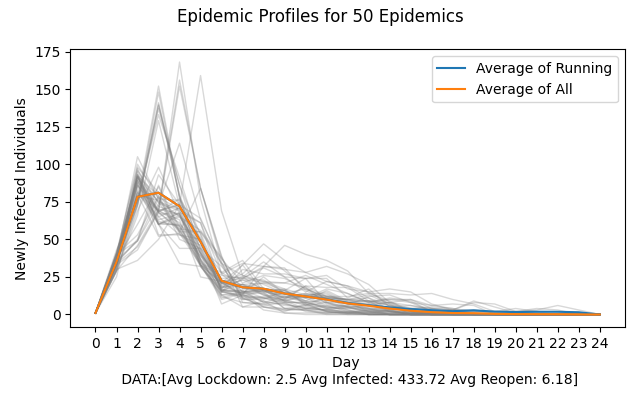 Epidemic Profiles for 50 Epidemics
175
150
125
100
75
50
25
0
Newly Infected Individuals
Average of Running
Average of All
0 1 2 3 4 5 6 7 8 9 10 11 12 13 14 15 16 17 18 19 20 21 22 23 24
Day
DATA:[Avg Lockdown: 2.5 Avg Infected: 433.72 Avg Reopen: 6.18]